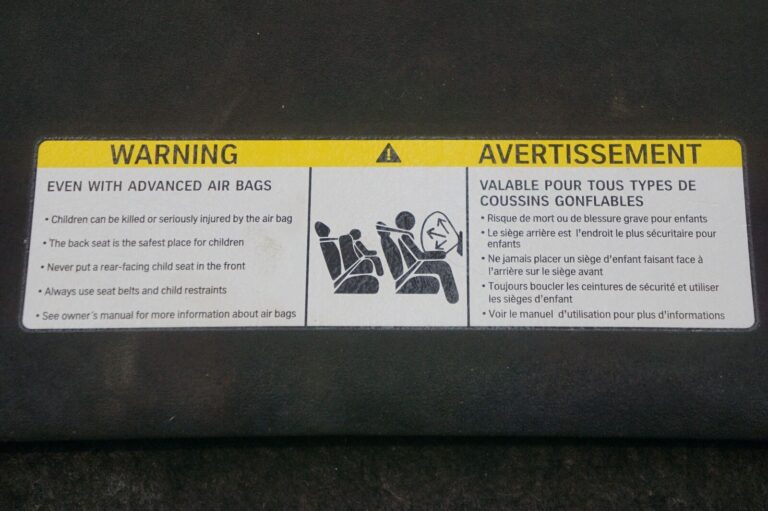 WARNING
EVEN WITH ADVANCED AIR BAGS
• Children can be killed or seriously injured by the air bag
• The back seat is the safest place for children
• Never put a rear-facing child seat in the front
• Always use seat belts and child restraints
• See owner´s manual for more information about air bags
AVERTISSEMENT
VALABLE POUR TOUS TYPES DE
COUSSINS GONFLABLES
• Risque de mort ou de blessure grave pour enfants
• Le siège arrière est l'endroit le plus sécuritaire pour
enfants
• Ne jamais placer un siège d'enfant faisant face à
l'arrière sur le siège avant
• Toujours boucler les ceintures de sécurité et utiliser
les sièges d'enfant
• Voir le manuel d'utilisation pour plus d'informations